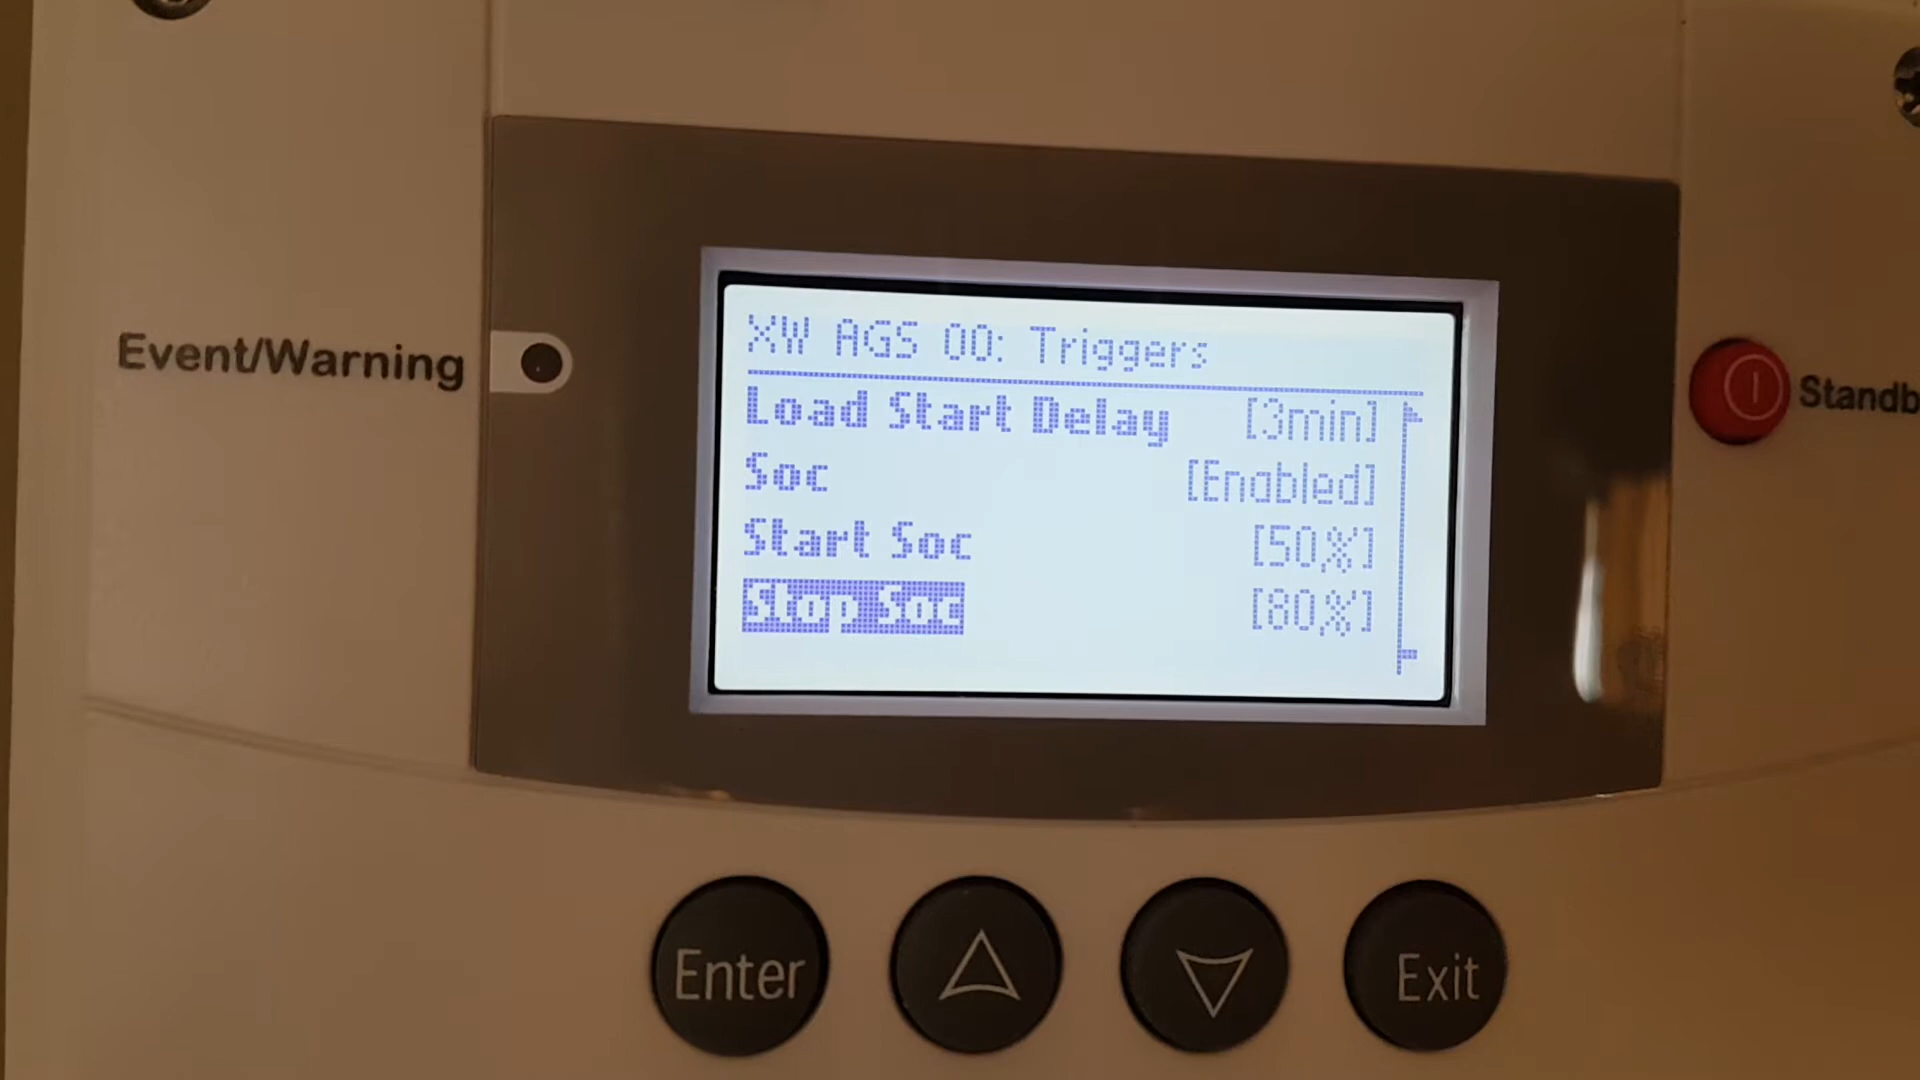 XW AGS 00: Triggers
Load Start Delay [3min]
Soc [Enabled]
Start Soc [50%]
Stop Soc [80%]
Event/Warning
Standb
Enter
Exit